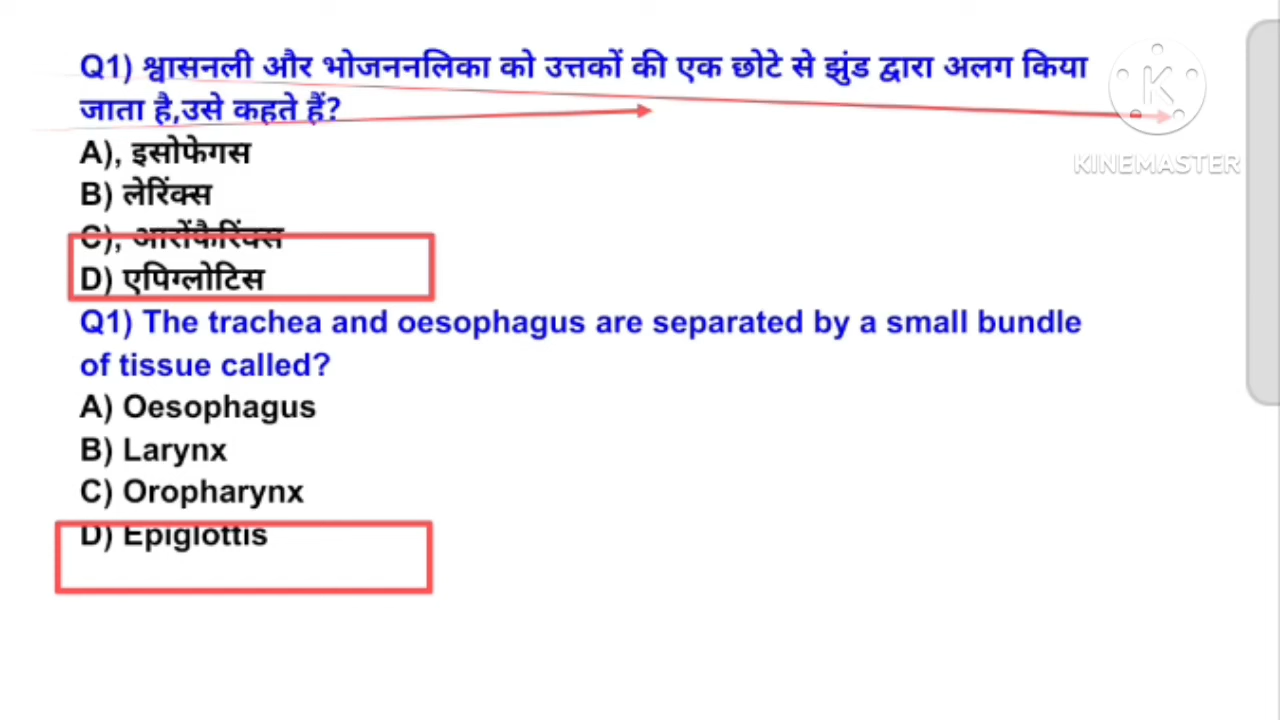 Q1) श्वासनली और भोजननलिका को उत्तकों की एक छोटे से झुंड द्वारा अलग किया
जाता है,उसे कहते हैं?
A), इसोफेगस
B) लेरिंक्स
C), आरोंफैरिंक्स
D) एपिग्लोटिस
Q1) The trachea and oesophagus are separated by a small bundle
of tissue called?
A) Oesophagus
B) Larynx
C) Oropharynx
D) Epiglottis
K
KINEMASTER